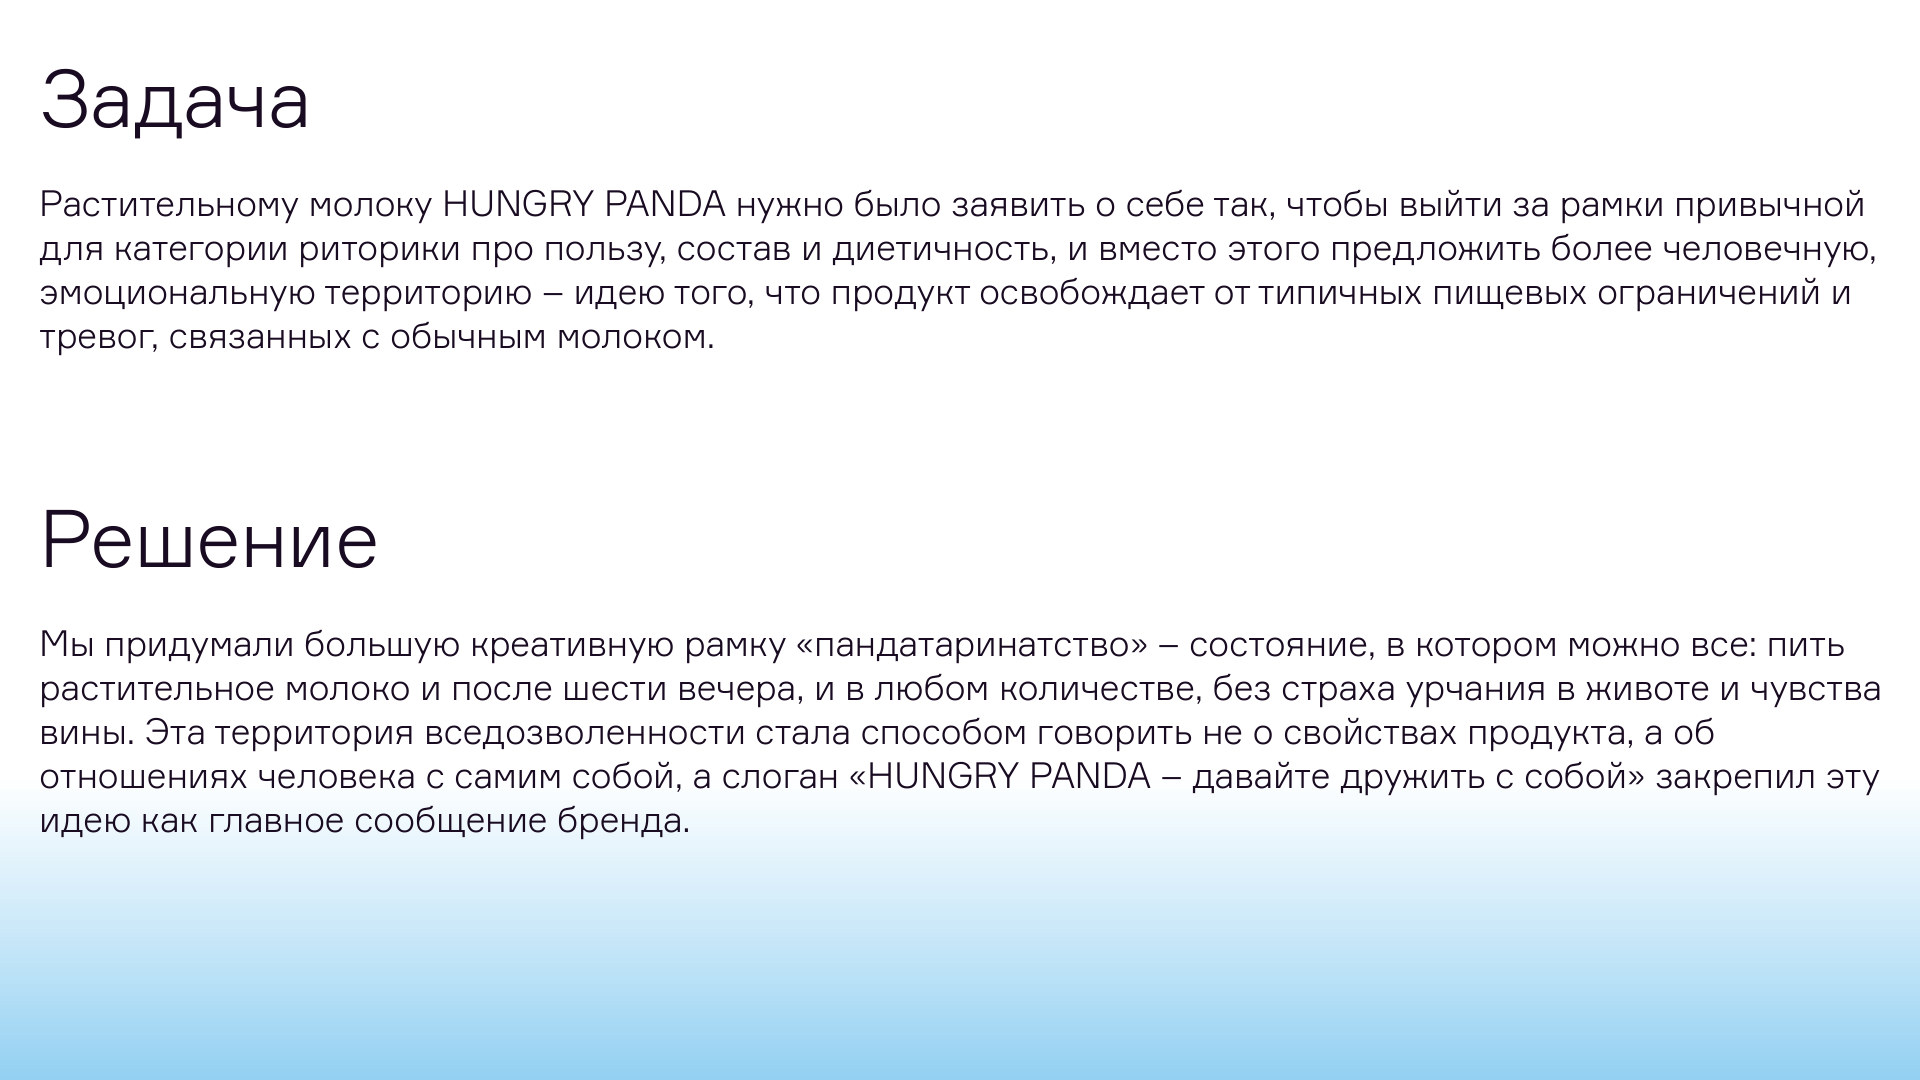 Задача
Растительному молоку HUNGRY PANDA нужно было заявить о себе так, чтобы выйти за рамки привычной
для категории риторики про пользу, состав и диетичность, и вместо этого предложить более человечную,
эмоциональную территорию – идею того, что продукт освобождает от типичных пищевых ограничений и
тревог, связанных с обычным молоком.
Решение
Мы придумали большую креативную рамку «пандатаринатство» – состояние, в котором можно все: пить
растительное молоко и после шести вечера, и в любом количестве, без страха урчания в животе и чувства
вины. Эта территория вседозволенности стала способом говорить не о свойствах продукта, а об
отношениях человека с самим собой, а слоган «HUNGRY PANDA – давайте дружить с собой» закрепил эту
идею как главное сообщение бренда.